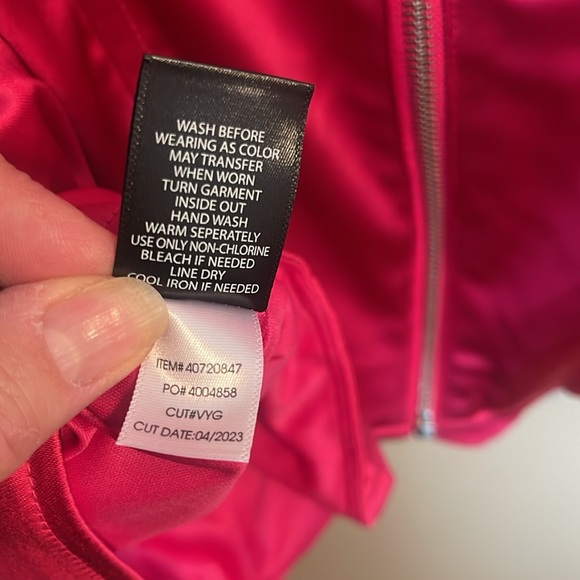 WASH BEFORE
WEARING AS COLOR
MAY TRANSFER
WHEN WORN
TURN GARMENT
INSIDE OUT
HAND WASH
WARM SEPERATELY
USE ONLY NON-CHLORINE
BLEACH IF NEEDED
LINE DRY
COOL IRON IF NEEDED
ITEM# 40720847
PO# 4004858
CUT#VYG
CUT DATE:04/2023